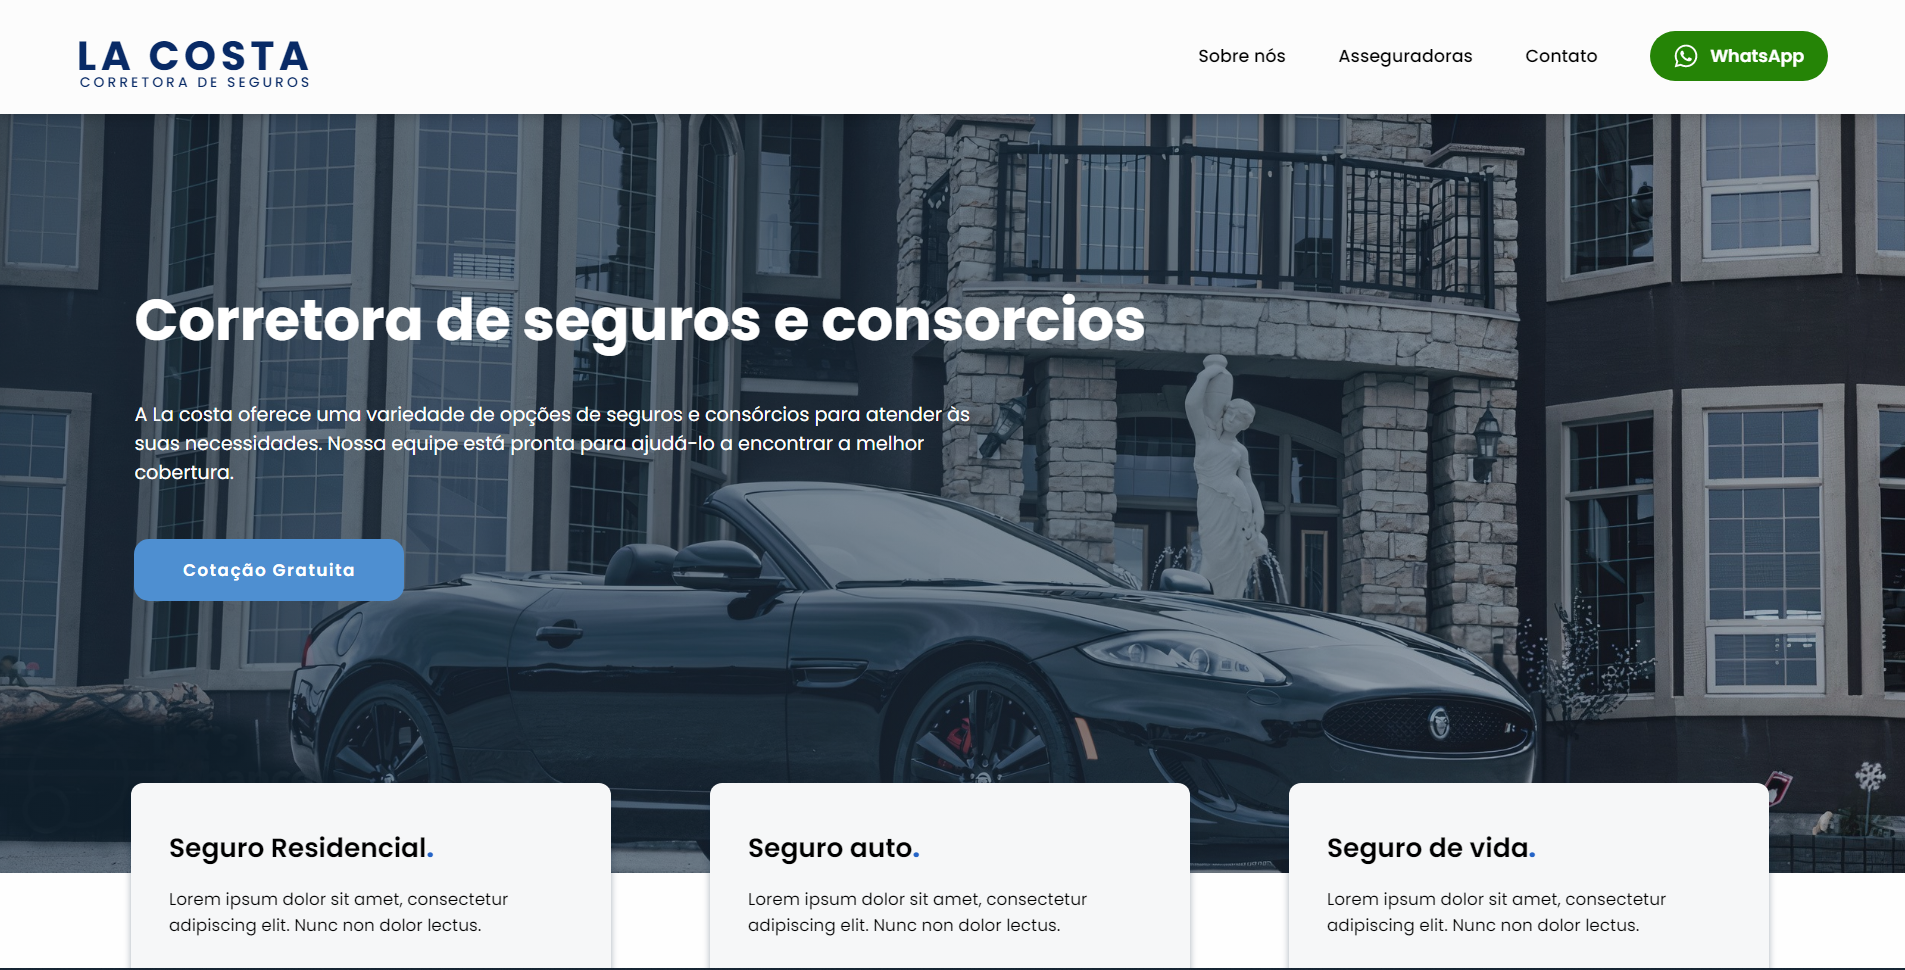 LA COSTA
CORRETORA DE SEGUROS
Sobre nós
Asseguradoras
Contato
WhatsApp
Corretora de seguros e consorcios
A La costa oferece uma variedade de opções de seguros e consórcios para atender às
suas necessidades. Nossa equipe está pronta para ajudá-lo a encontrar a melhor
cobertura.
Cotação Gratuita
Seguro Residencial.
Lorem ipsum dolor sit amet, consectetur
adipiscing elit. Nunc non dolor lectus.
Seguro auto.
Lorem ipsum dolor sit amet, consectetur
adipiscing elit. Nunc non dolor lectus.
Seguro de vida.
Lorem ipsum dolor sit amet, consectetur
adipiscing elit. Nunc non dolor lectus.